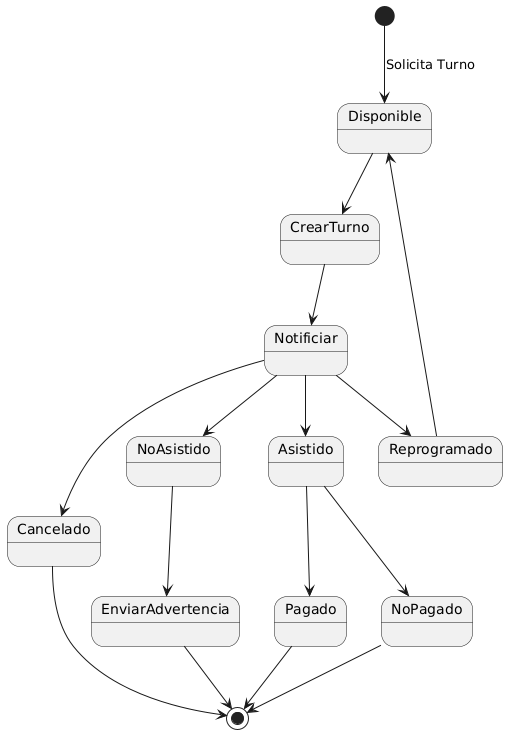 Solicita Turno
Disponible
CrearTurno
Notificiar
NoAsistido
Asistido
Reprogramado
Cancelado
EnviarAdvertencia
Pagado
NoPagado